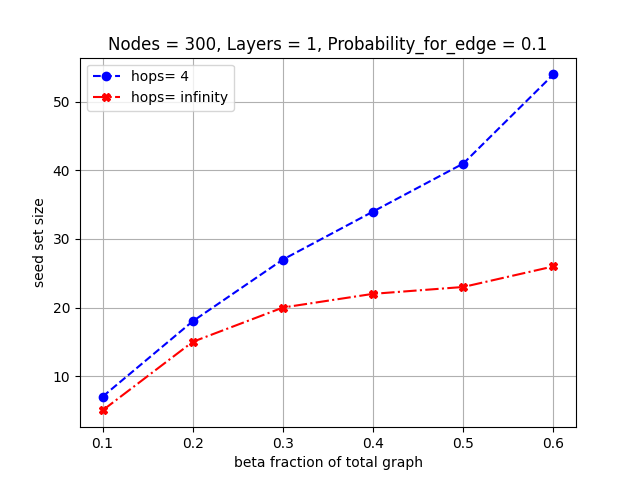 Nodes = 300, Layers = 1, Probability_for_edge = 0.1
hops= 4
hops= infinity
50
40
30
20
10
seed set size
0.1 0.2 0.3 0.4 0.5 0.6
beta fraction of total graph